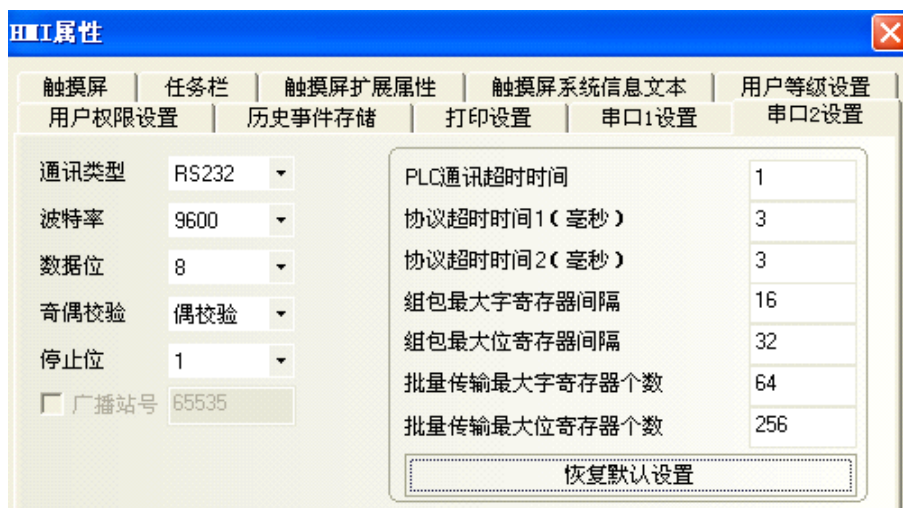 HMI属性
触摸屏 任务栏 触摸屏扩展属性 触摸屏系统信息文本 用户等级设置
用户权限设置 历史事件存储 打印设置 串口1设置 串口2设置
通讯类型 RS232
波特率 9600
数据位 8
奇偶校验 偶校验
停止位 1
广播站号 65535
PLC通讯超时时间 1
协议超时时间1(毫秒) 3
协议超时时间2(毫秒) 3
组包最大字寄存器间隔 16
组包最大位寄存器间隔 32
批量传输最大字寄存器个数 64
批量传输最大位寄存器个数 256
恢复默认设置